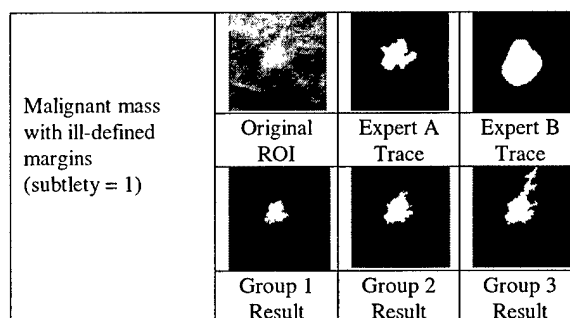 Malignant mass
with ill-defined
margins
(subtlety = 1)
Original
ROI
Expert A
Trace
Expert B
Trace
Group 1
Result
Group 2
Result
Group 3
Result